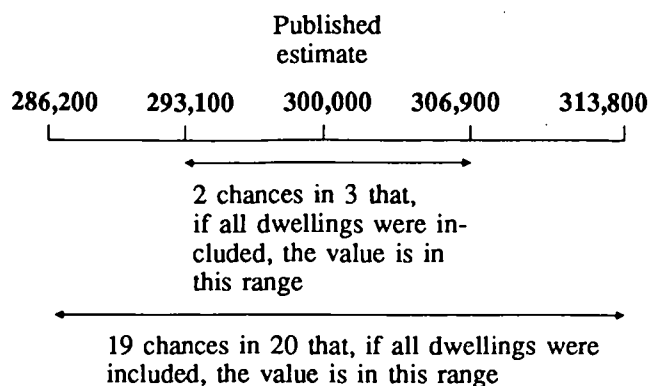 Published
estimate
286,200 293,100 300,000 306,900 313,800
2 chances in 3 that,
if all dwellings were in-
cluded, the value is in
this range
19 chances in 20 that, if all dwellings were
included, the value is in this range